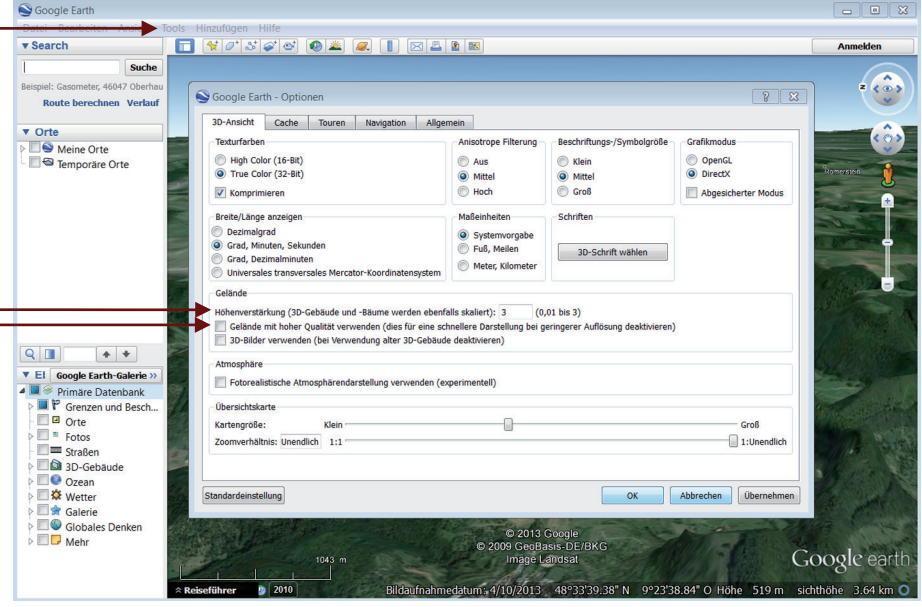 Google Earth
Datei Bearbeiten Ansicht Tools Hinzufügen Hilfe
Search
Suche
Beispiel: Gasometer, 46047 Oberhau
Route berechnen Verlauf
Orte
Meine Orte
Temporäre Orte
Google Earth-Galerie »
Primäre Datenbank
Grenzen und Besch...
Orte
Fotos
Straßen
3D-Gebäude
Ozean
Wetter
Galerie
Globales Denken
Mehr
Anmelden
N
Google Earth - Optionen
3D-Ansicht Cache Touren Navigation Allgemein
Texturfarben
High Color (16-Bit)
True Color (32-Bit)
Komprimieren
Anisotrope Filterung
Aus
Mittel
Hoch
Beschriftungs-/Symbolgröße
Klein
Mittel
Groß
Grafikmodus
OpenGL
DirectX
Abgesicherter Modus
Breite/Länge anzeigen
Dezimalgrad
Grad, Minuten, Sekunden
Grad, Dezimalminuten
Universales transversales Mercator-Koordinatensystem
Maßeinheiten
Systemvorgabe
Fuß, Meilen
Meter, Kilometer
Schriften
3D-Schrift wählen
Gelände
Höhenverstärkung (3D-Gebäude und -Bäume werden ebenfalls skaliert): 3 (0,01 bis 3)
Gelände mit hoher Qualität verwenden (dies für eine schnellere Darstellung bei geringerer Auflösung deaktivieren)
3D-Bilder verwenden (bei Verwendung alter 3D-Gebäude deaktivieren)
Atmosphäre
Fotorealistische Atmosphärendarstellung verwenden (experimentell)
Übersichtskarte
Kartengröße: Klein Groß
Zoomverhältnis: Unendlich 1:1 1:Unendlich
Standardeinstellung OK Abbrechen Übernehmen
Romerstein
© 2013 Google
© 2009 GeoBasis-DE/BKG
Image Landsat
1043 m
Google earth
Reiseführer 2010 Bildaufnahmedatum: 4/10/2013 48°33'39.38" N 9°23'38.84" O Höhe 519 m sichthöhe 3.64 km